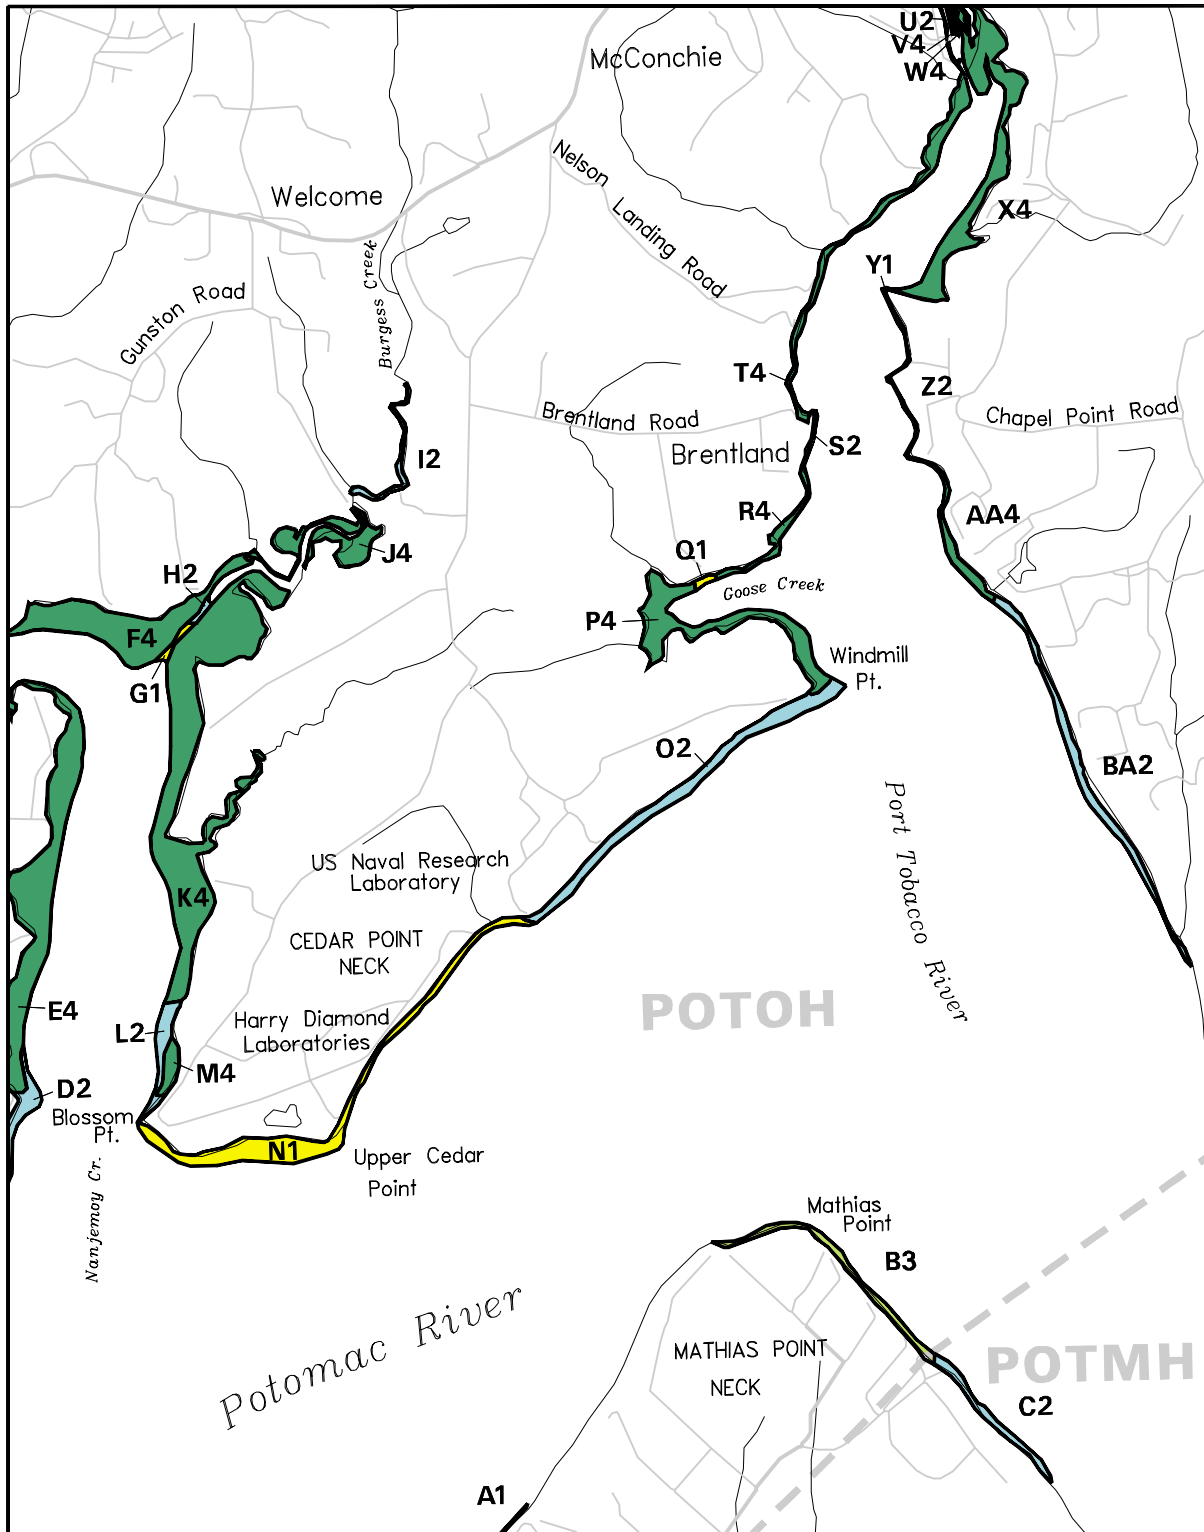 U2
V4
McConchie
W4
Nelson
Landing
Road
Welcome
X4
Burgess Creek
Y1
Gunston Road
T4
Z2
Brentland Road
Chapel Point Road
Brentland
S2
I2
R4
AA4
J4
Q1
H2
Goose Creek
P4
F4
Windmill
Pt.
G1
O2
BA2
Port Tobacco River
US Naval Research
Laboratory
K4
CEDAR POINT
NECK
POTOH
E4
Harry Diamond
Laboratories
L2
M4
D2
Blossom
Pt.
N1
Upper Cedar
Point
Nanjemoy Cr.
Mathias
Point
B3
Potomac River
MATHIAS POINT
NECK
POTMH
C2
A1